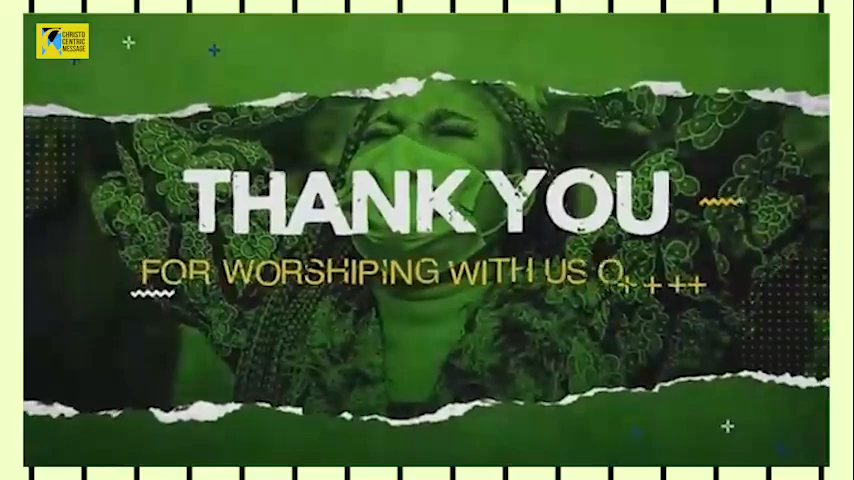 CHRISTO
CENTRIC
MESSAGE
THANK YOU
FOR WORSHIPING WITH US